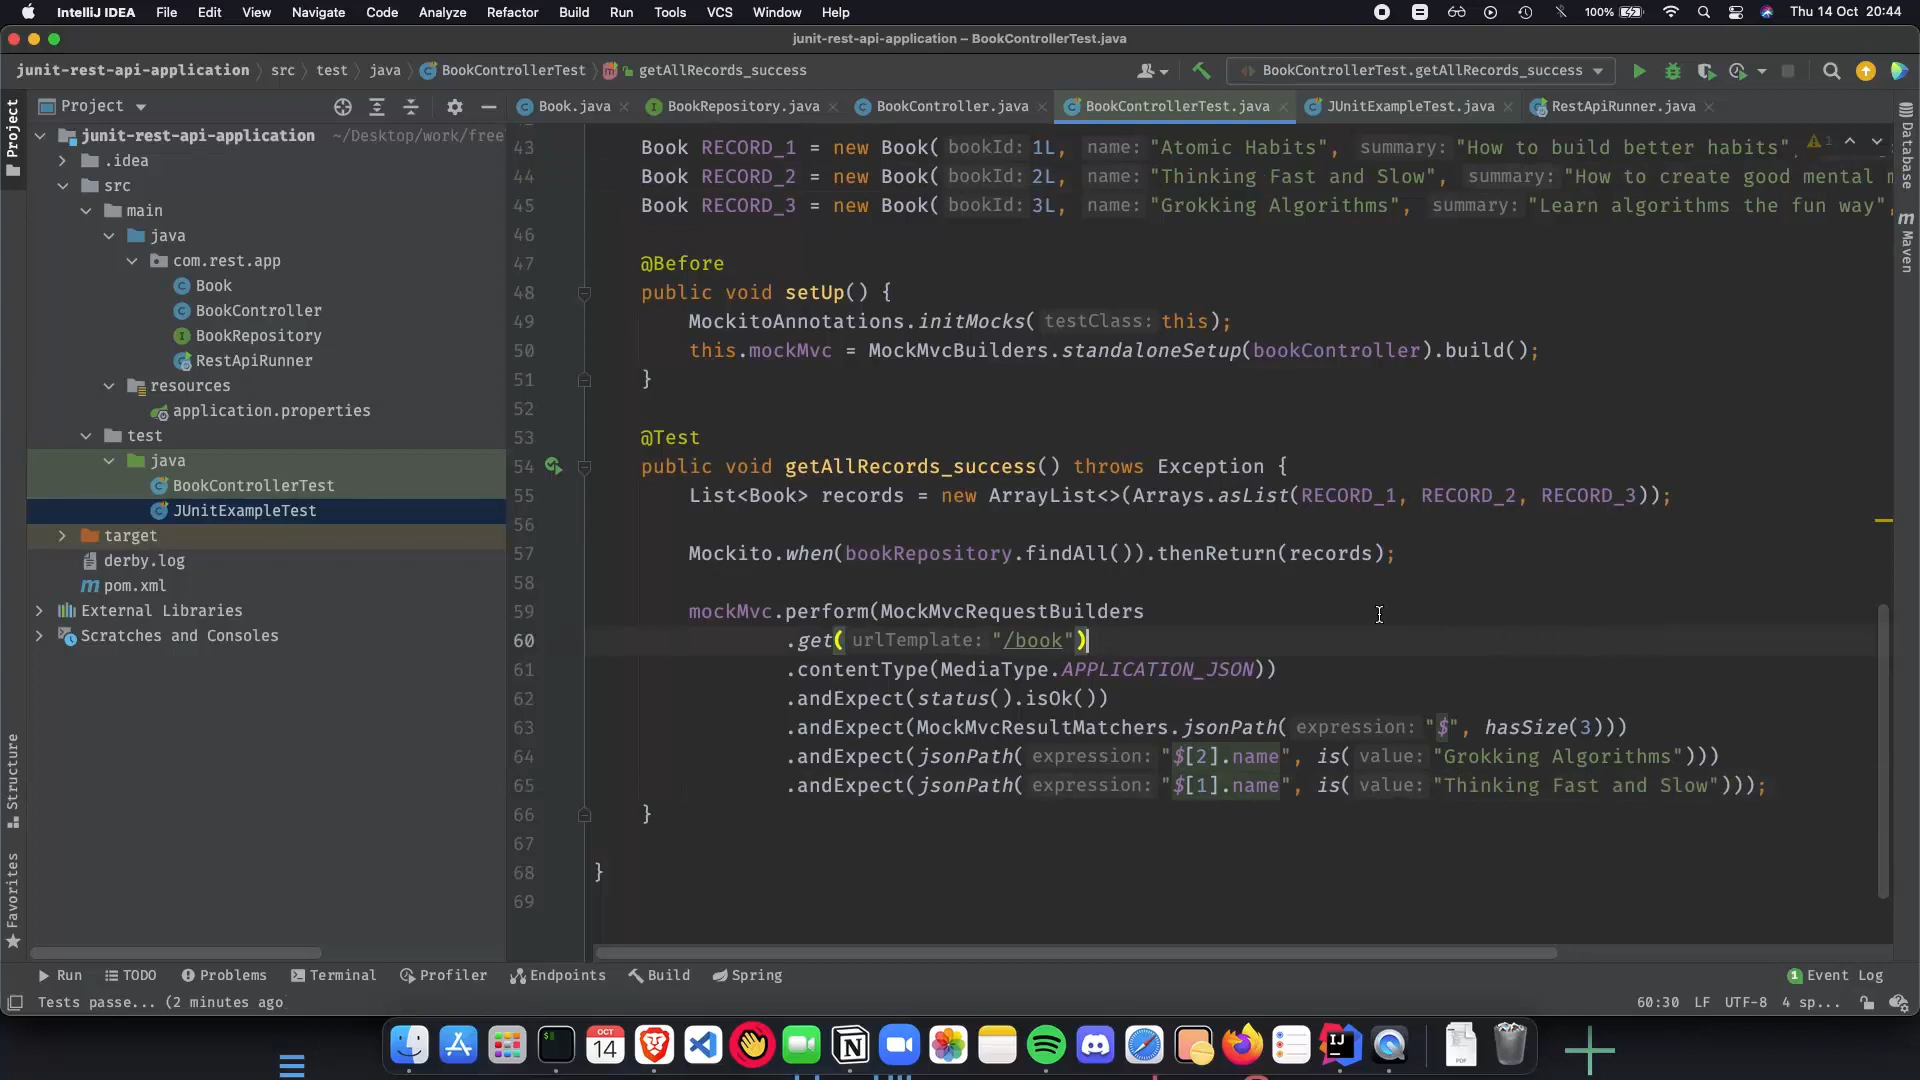 IntelliJ IDEA File Edit View Navigate Code Analyze Refactor Build Run Tools VCS Window Help 100% Thu 14 Oct 20:44
junit-rest-api-application – BookControllerTest.java
junit-rest-api-application src test java BookControllerTest getAllRecords_success BookControllerTest.getAllRecords_success
Project Book.java BookRepository.java BookController.java BookControllerTest.java JUnitExampleTest.java RestApiRunner.java
Project
Structure
Favorites
Database
Maven
junit-rest-api-application ~/Desktop/work/free
.idea
src
main
java
com.rest.app
Book
BookController
BookRepository
RestApiRunner
resources
application.properties
test
java
BookControllerTest
JUnitExampleTest
target
derby.log
pom.xml
External Libraries
Scratches and Consoles
1
43 Book RECORD_1 = new Book( bookId: 1L, name: "Atomic Habits", summary: "How to build better habits",
44 Book RECORD_2 = new Book( bookId: 2L, name: "Thinking Fast and Slow", summary: "How to create good mental m
45 Book RECORD_3 = new Book( bookId: 3L, name: "Grokking Algorithms", summary: "Learn algorithms the fun way",
46
47 @Before
48 public void setUp() {
49 MockitoAnnotations.initMocks( testClass: this);
50 this.mockMvc = MockMvcBuilders.standaloneSetup(bookController).build();
51 }
52
53 @Test
54 public void getAllRecords_success() throws Exception {
55 List<Book> records = new ArrayList<>(Arrays.asList(RECORD_1, RECORD_2, RECORD_3));
56
57 Mockito.when(bookRepository.findAll()).thenReturn(records);
58
59 mockMvc.perform(MockMvcRequestBuilders
60 .get( urlTemplate: "/book")
61 .contentType(MediaType.APPLICATION_JSON))
62 .andExpect(status().isOk())
63 .andExpect(MockMvcResultMatchers.jsonPath( expression: "$", hasSize(3)))
64 .andExpect(jsonPath( expression: "$[2].name", is( value: "Grokking Algorithms")))
65 .andExpect(jsonPath( expression: "$[1].name", is( value: "Thinking Fast and Slow")));
66 }
67
68 }
69
Run TODO Problems Terminal Profiler Endpoints Build Spring 1 Event Log
Tests passe... (2 minutes ago 60:30 LF UTF-8 4 sp...
OCT
14
IJ
PDF